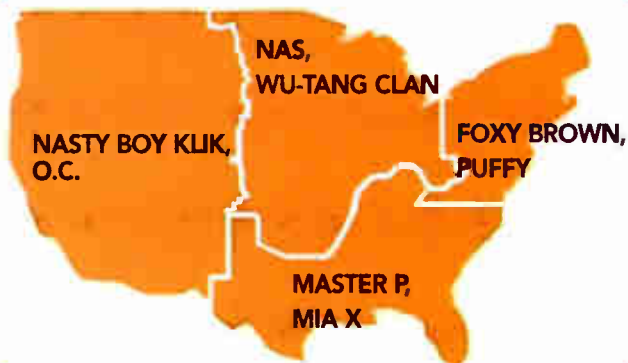 NAS,
WU-TANG CLAN
NASTY BOY KLIK,
O.C.
FOXY BROWN,
PUFFY
MASTER P,
MIA X